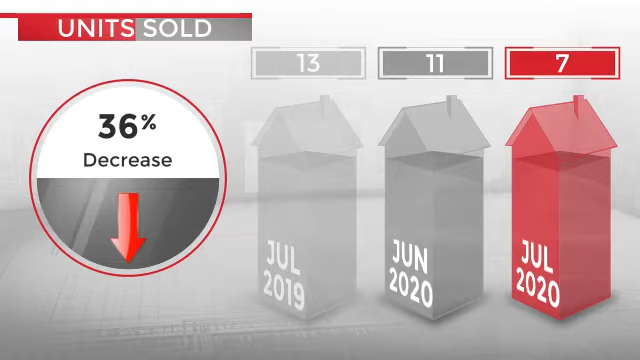 UNITS SOLD
13
11
7
36%
Decrease
JUL
2019
JUN
2020
JUL
2020